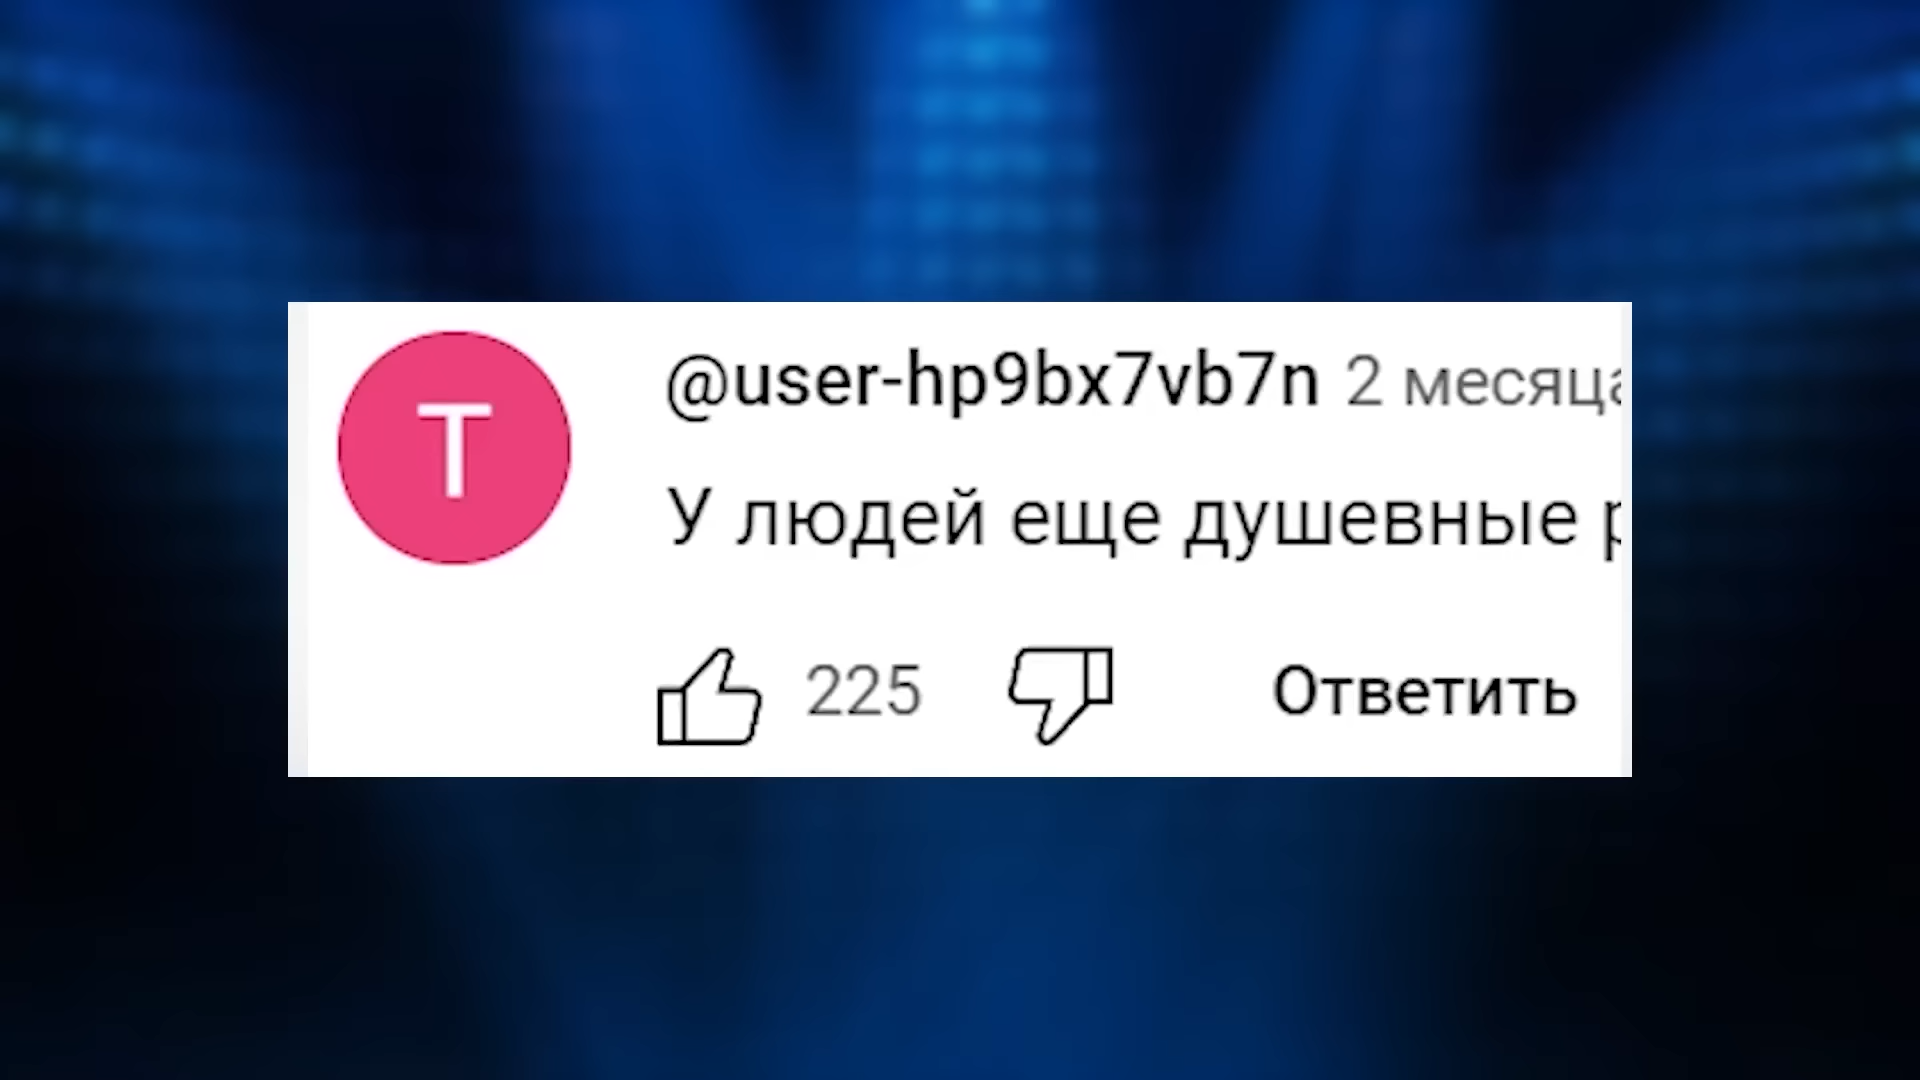 T
@user-hp9bx7vb7n 2 месяца
У людей еще душевные
225
Ответить